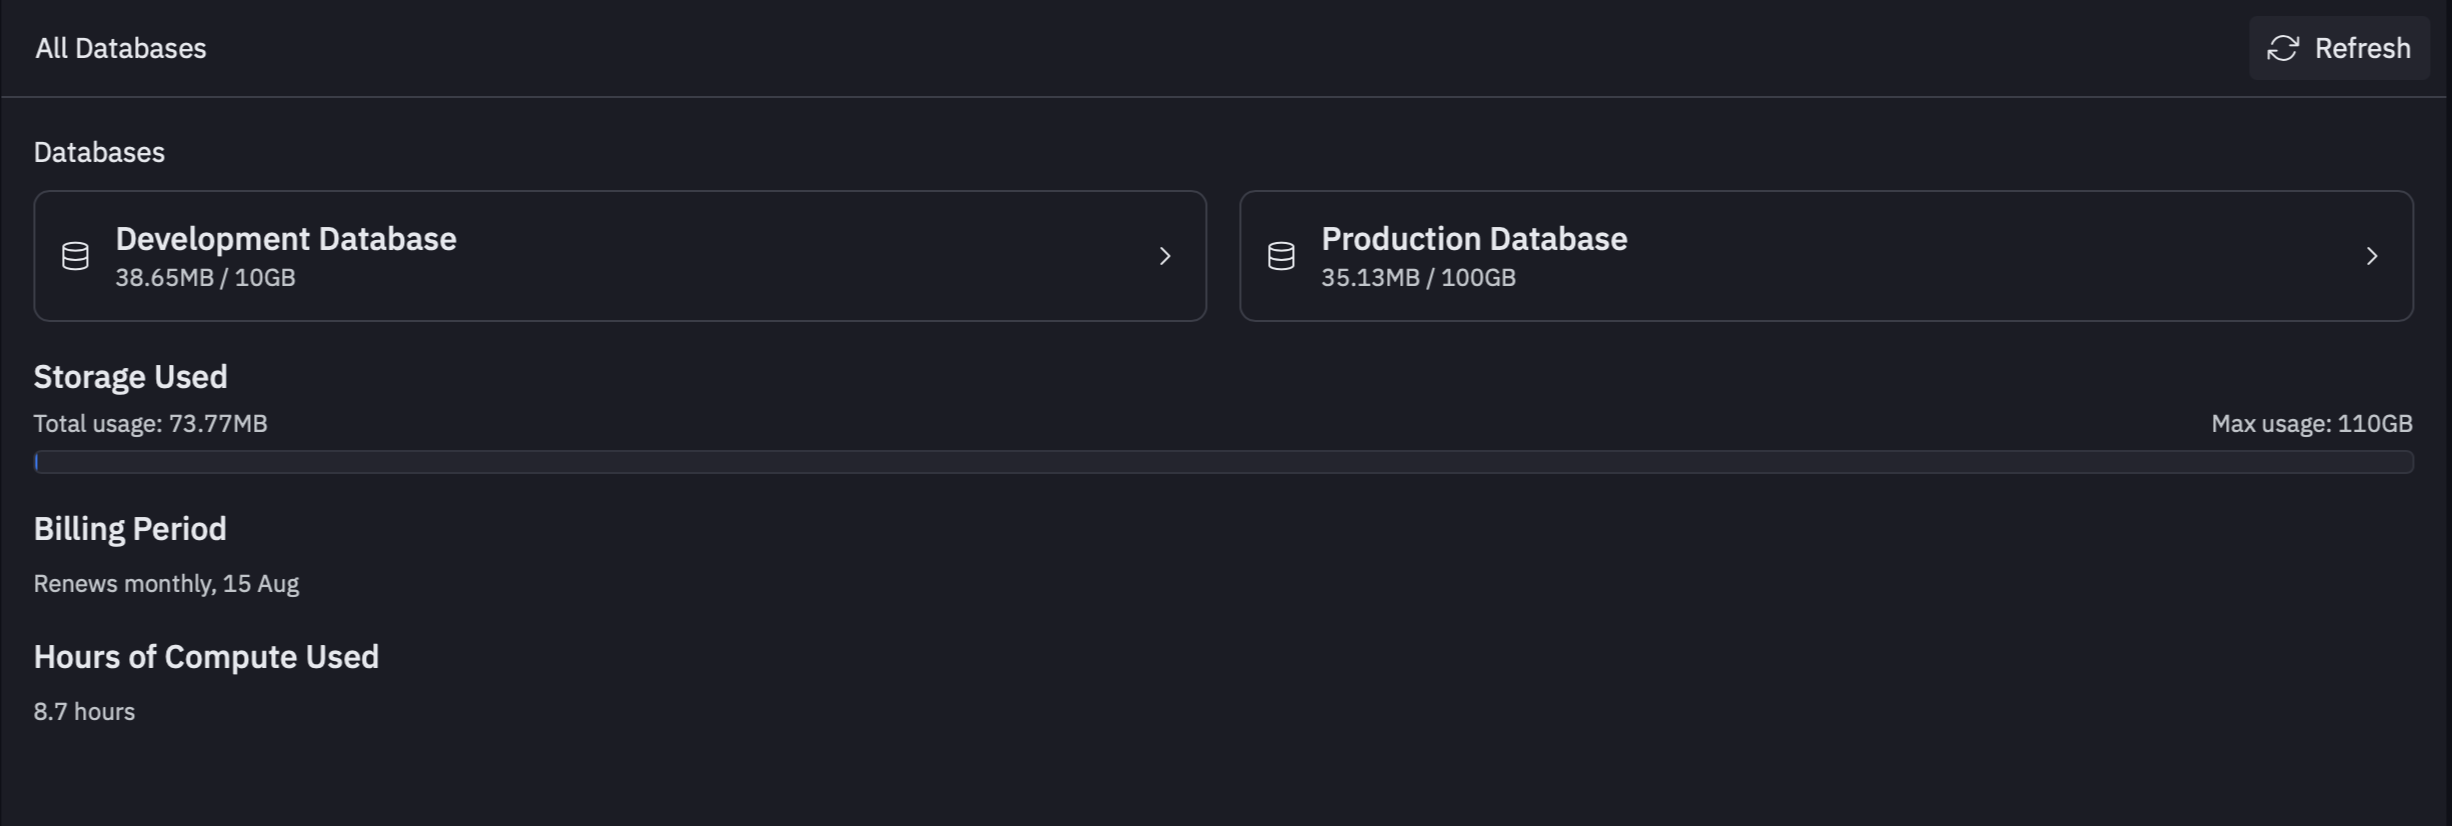 All Databases
Refresh
Databases
Development Database
38.65MB / 10GB
Production Database
35.13MB / 100GB
Storage Used
Total usage: 73.77MB
Max usage: 110GB
Billing Period
Renews monthly, 15 Aug
Hours of Compute Used
8.7 hours